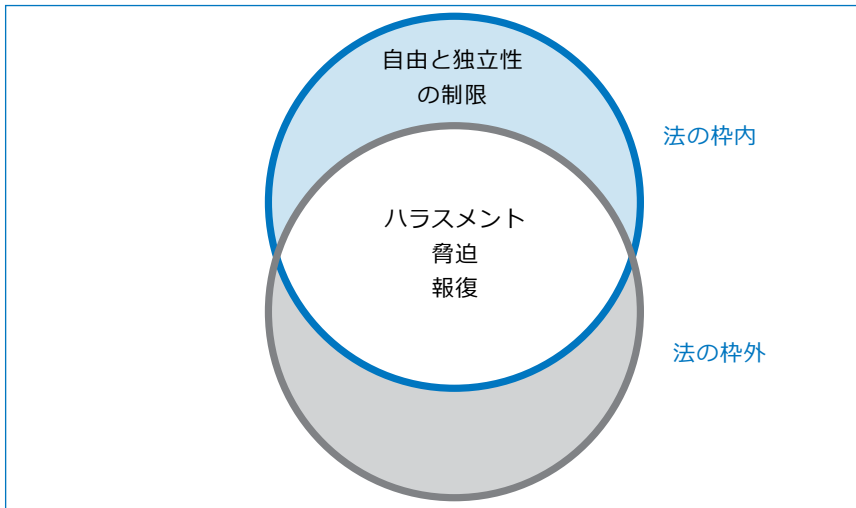 自由と独立性
の制限
法の枠内
ハラスメント
脅迫
報復
法の枠外